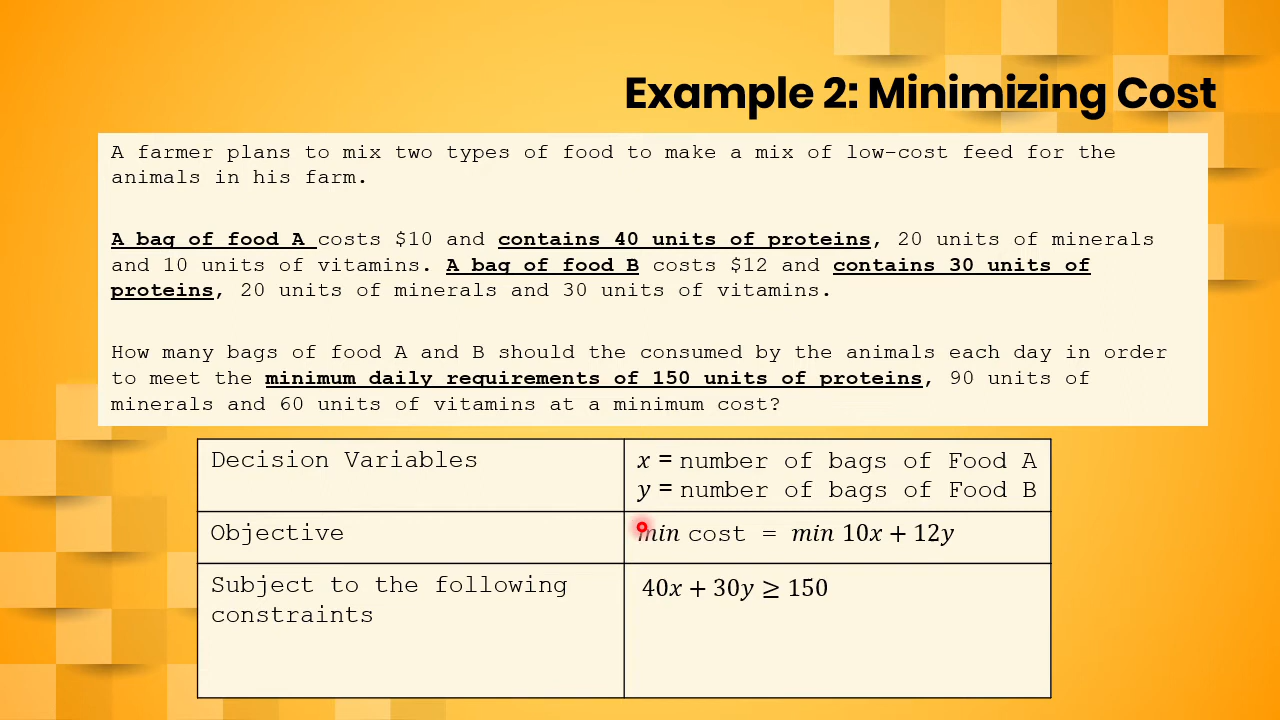 Example 2: Minimizing Cost
A farmer plans to mix two types of food to make a mix of low-cost feed for the
animals in his farm.
A bag of food A costs $10 and contains 40 units of proteins, 20 units of minerals
and 10 units of vitamins. A bag of food B costs $12 and contains 30 units of
proteins, 20 units of minerals and 30 units of vitamins.
How many bags of food A and B should the consumed by the animals each day in order
to meet the minimum daily requirements of 150 units of proteins, 90 units of
minerals and 60 units of vitamins at a minimum cost?
Decision Variables
x = number of bags of Food A
y = number of bags of Food B
Objective
min cost = min 10x + 12y
Subject to the following
constraints
40x + 30y ≥ 150